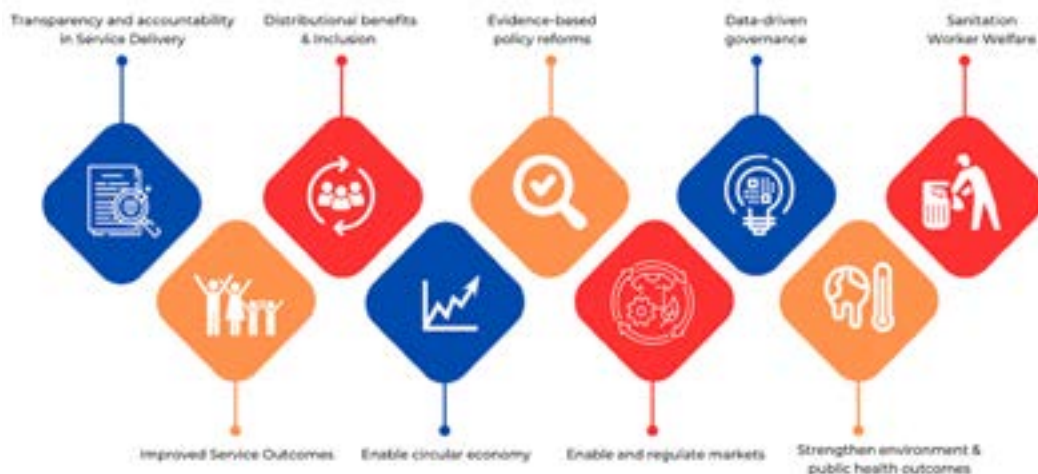 Transparency and accountability
in Service Delivery
Distributional benefits
& Inclusion
Evidence-based
policy reforms
Data-driven
governance
Sanitation
Worker Welfare
Improved Service Outcomes
Enable circular economy
Enable and regulate markets
Strengthen environment &
public health outcomes